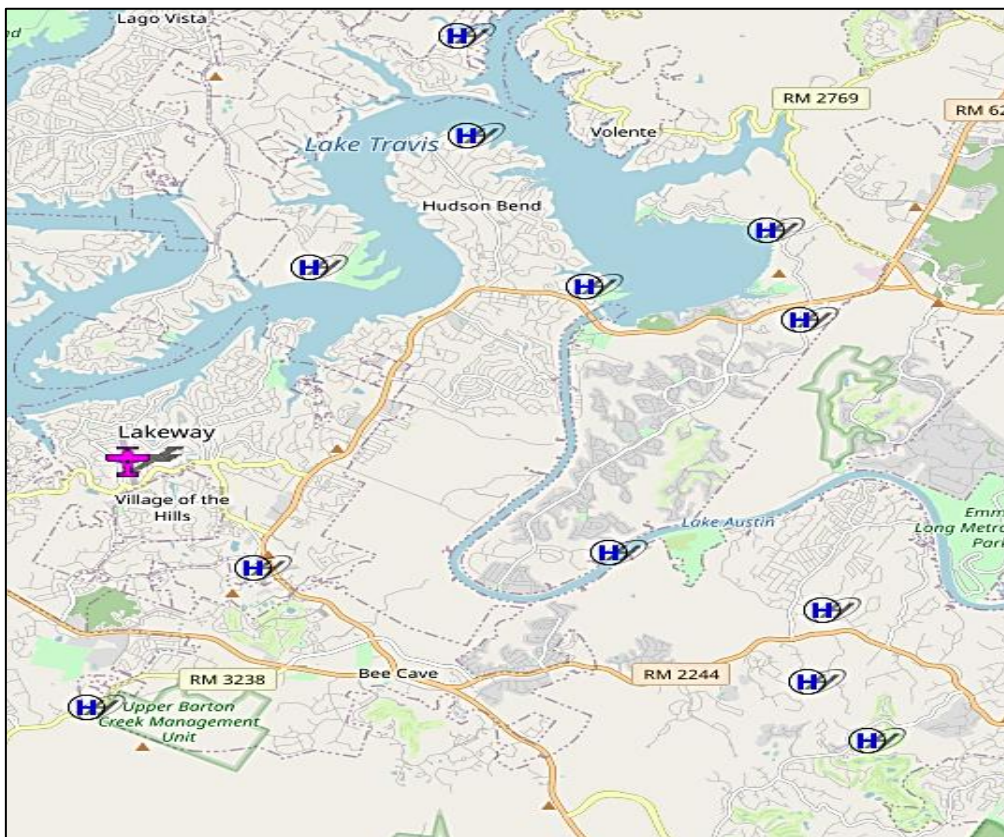 Lago Vista
RM 2769
RM 62
Volente
Lake Travis
Hudson Bend
Lakeway
Village of the
Hills
Lake Austin
Emm
Long Metro
Park
Bee Cave
RM 3238
RM 2244
Upper Barton
Creek Management
Unit
H
H
H
H
H
H
H
H
H
H
H
H